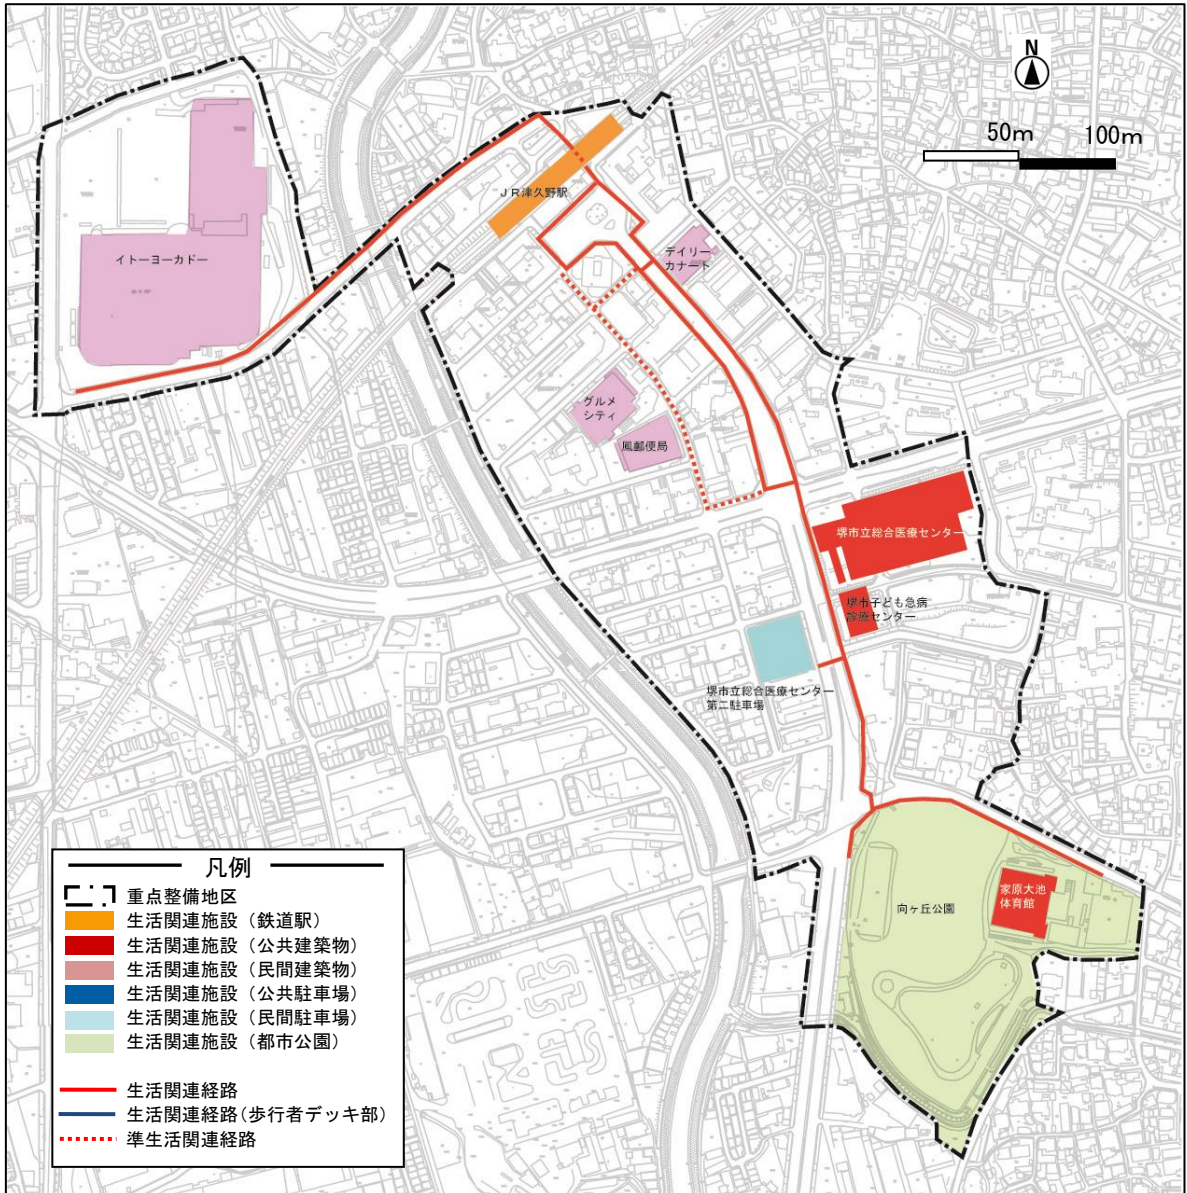 N
50m 100m
JR津久野駅
イトーヨーカドー
デイリー
カナート
グルメ
シティ
鳳郵便局
堺市立総合医療センター
堺市子ども急病
診療センター
堺市立総合医療センター
第二駐車場
家原大池
体育館
向ヶ丘公園
凡例
重点整備地区
生活関連施設（鉄道駅）
生活関連施設（公共建築物）
生活関連施設（民間建築物）
生活関連施設（公共駐車場）
生活関連施設（民間駐車場）
生活関連施設（都市公園）
生活関連経路
生活関連経路(歩行者デッキ部)
準生活関連経路